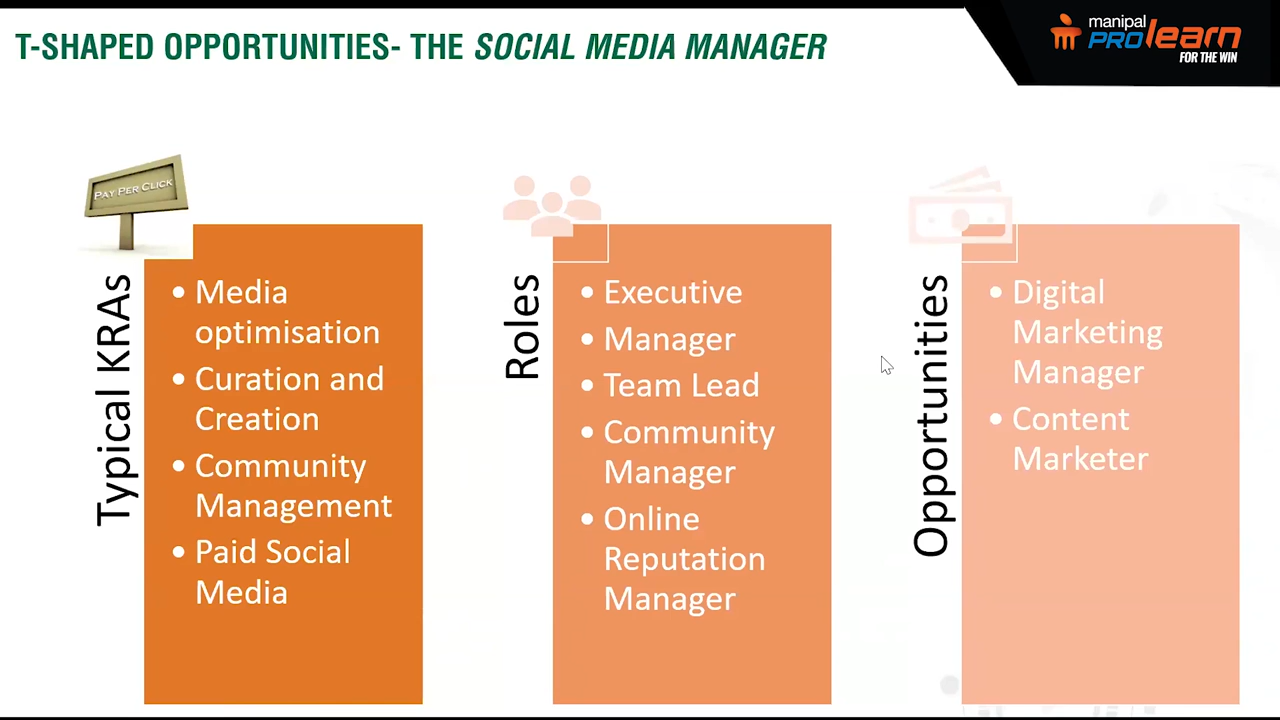 T-SHAPED OPPORTUNITIES- THE SOCIAL MEDIA MANAGER
manipal
PROlearn
FOR THE WIN
PAY PER CLICK
Typical KRAs
• Media
optimisation
• Curation and
Creation
• Community
Management
• Paid Social
Media
Roles
• Executive
• Manager
• Team Lead
• Community
Manager
• Online
Reputation
Manager
Opportunities
• Digital
Marketing
Manager
• Content
Marketer